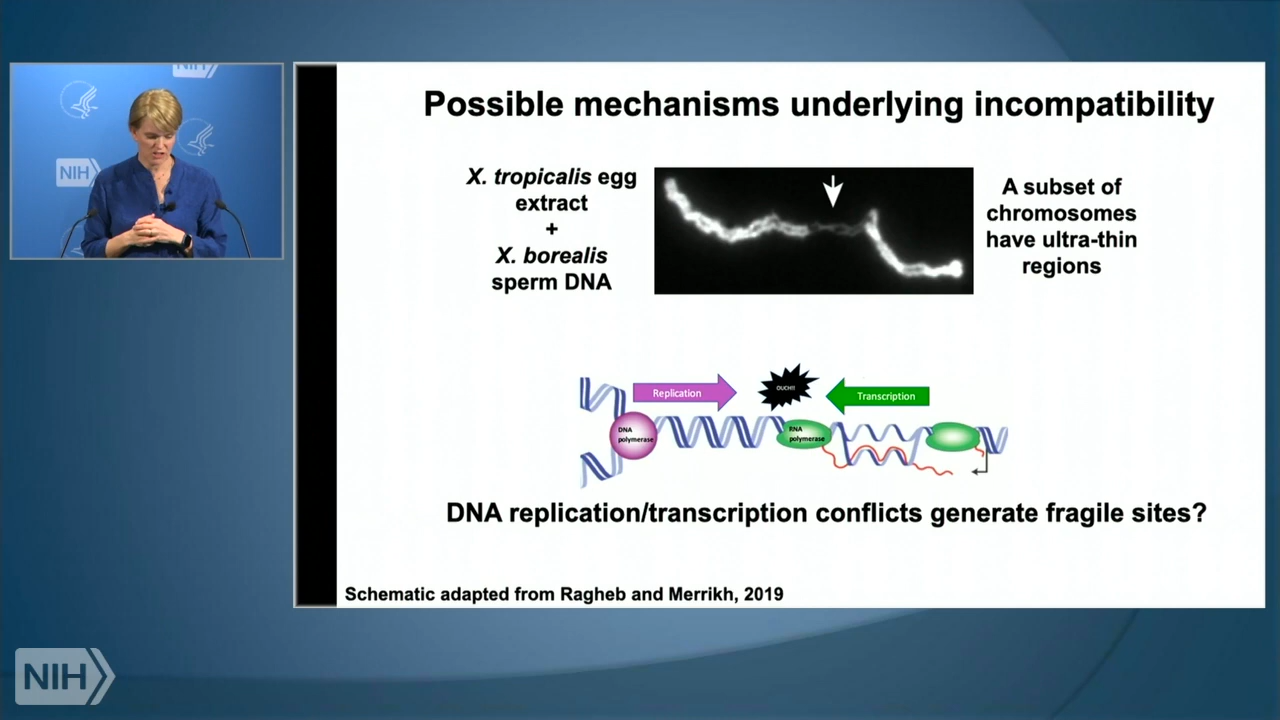 NIH
NIH
Possible mechanisms underlying incompatibility
X. tropicalis egg
extract
+
X. borealis
sperm DNA
A subset of
chromosomes
have ultra-thin
regions
Replication
OUCH!!
Transcription
DNA
polymerase
RNA
polymerase
DNA replication/transcription conflicts generate fragile sites?
Schematic adapted from Ragheb and Merrikh, 2019
NIH